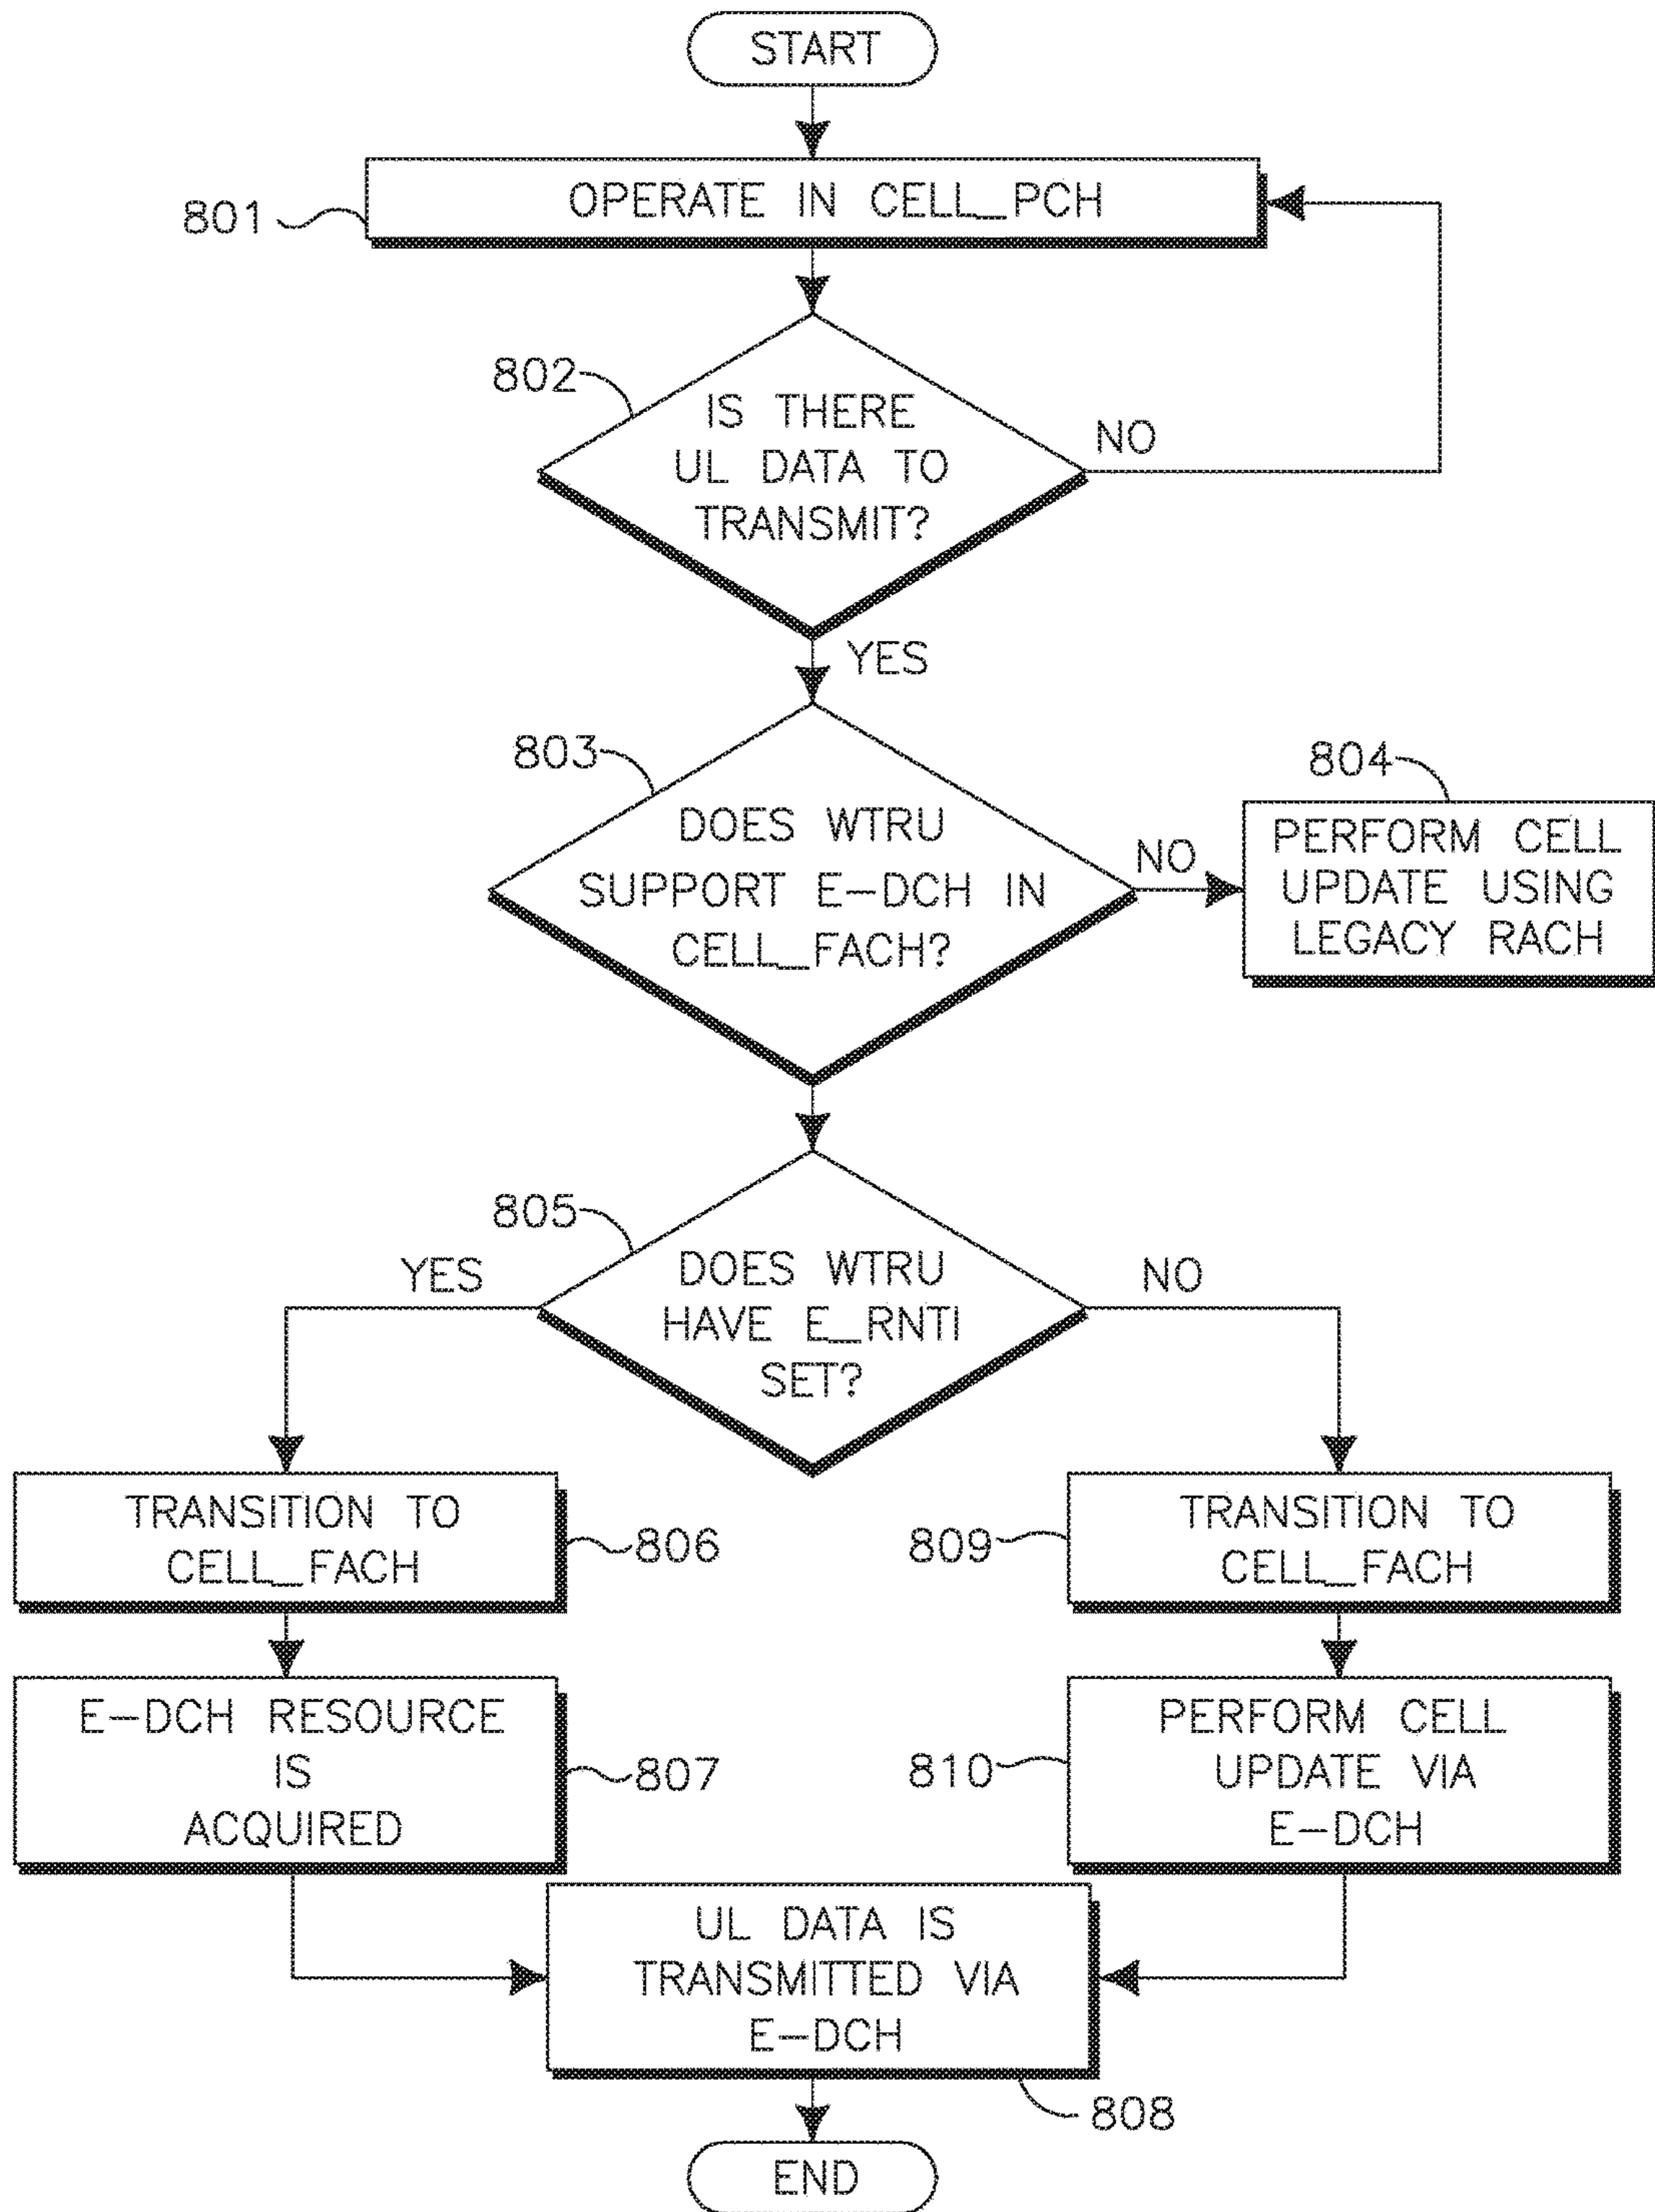 START
OPERATE IN CELL_PCH
801
802
IS THERE
UL DATA TO
TRANSMIT?
NO
YES
803
DOES WTRU
SUPPORT E-DCH IN
CELL_FACH?
NO
804
PERFORM CELL
UPDATE USING
LEGACY RACH
805
YES
DOES WTRU
HAVE E_RNTI
SET?
NO
TRANSITION TO
CELL_FACH
806
809
TRANSITION TO
CELL_FACH
E-DCH RESOURCE
IS
ACQUIRED
807
810
PERFORM CELL
UPDATE VIA
E-DCH
UL DATA IS
TRANSMITTED VIA
E-DCH
808
END